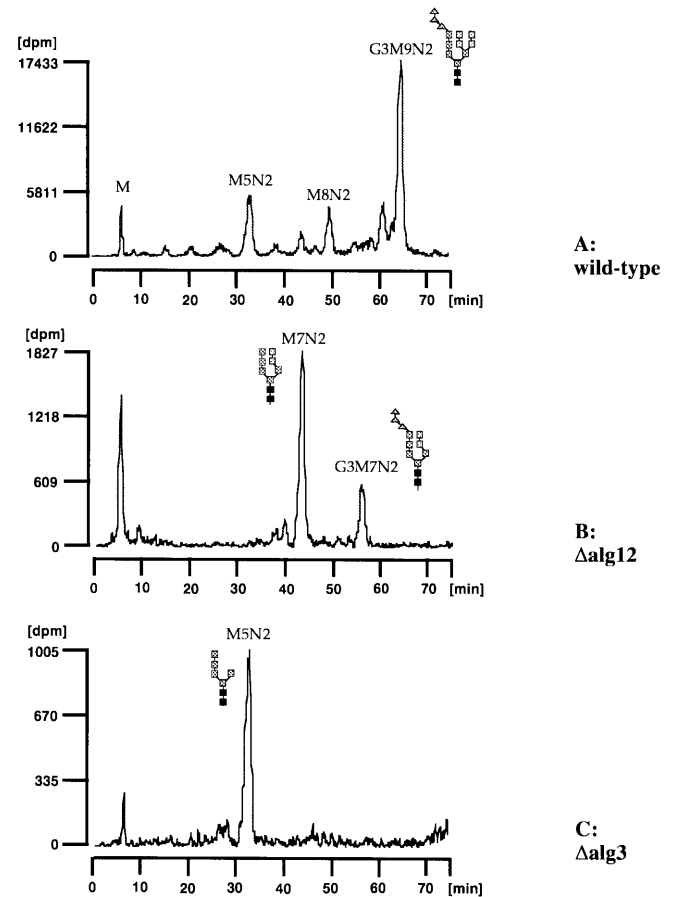 [dpm]
17433
11622
5811
0
M
M5N2
M8N2
G3M9N2
0 10 20 30 40 50 60 70 [min]
A:
wild-type
[dpm]
1827
1218
609
0
M7N2
G3M7N2
0 10 20 30 40 50 60 70 [min]
B:
Δalg12
[dpm]
1005
670
335
0
M5N2
0 10 20 30 40 50 60 70 [min]
C:
Δalg3